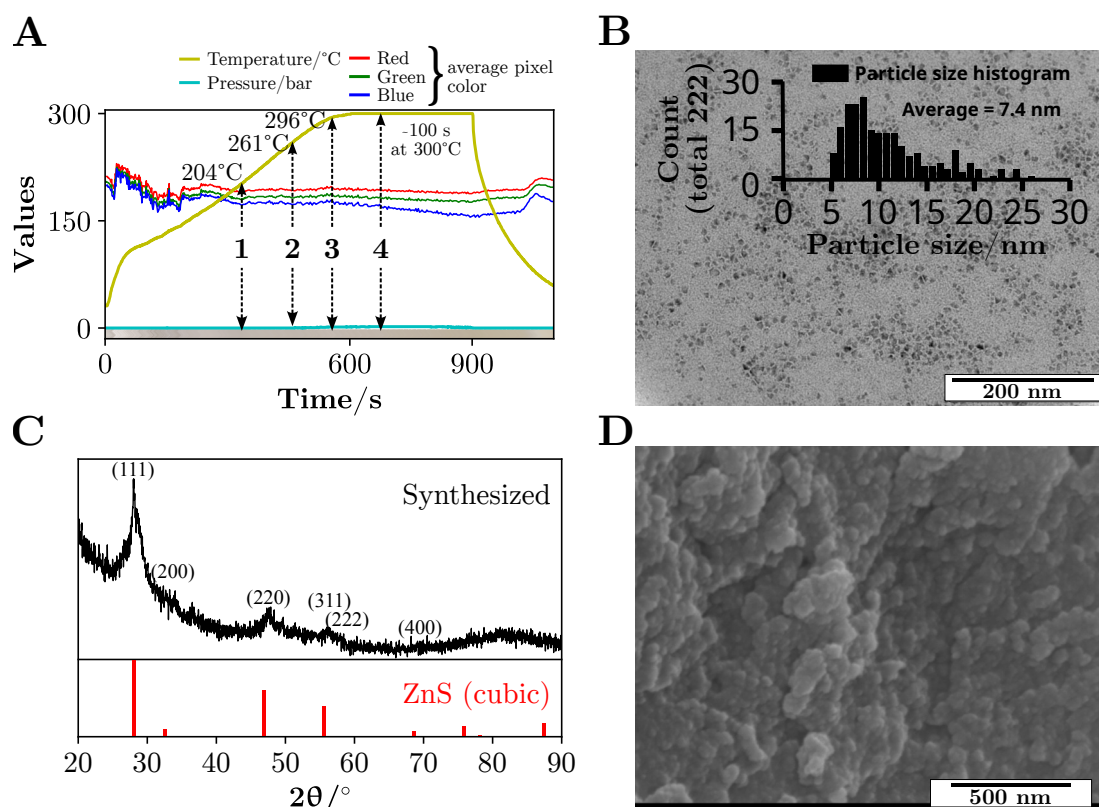 A
Temperature/°C
Pressure/bar
Red
Green
Blue
average pixel
color
300
150
0
Values
204°C
261°C
296°C
~100 s
at 300°C
1
2
3
4
0
600
900
Time/s
B
Particle size histogram
Average = 7.4 nm
30
15
0
Count
(total 222)
0 5 10 15 20 25 30
Particle size/nm
200 nm
C
(111)
Synthesized
(200)
(220)
(311)
(222)
(400)
ZnS (cubic)
20 30 40 50 60 70 80 90
2θ/°
D
500 nm